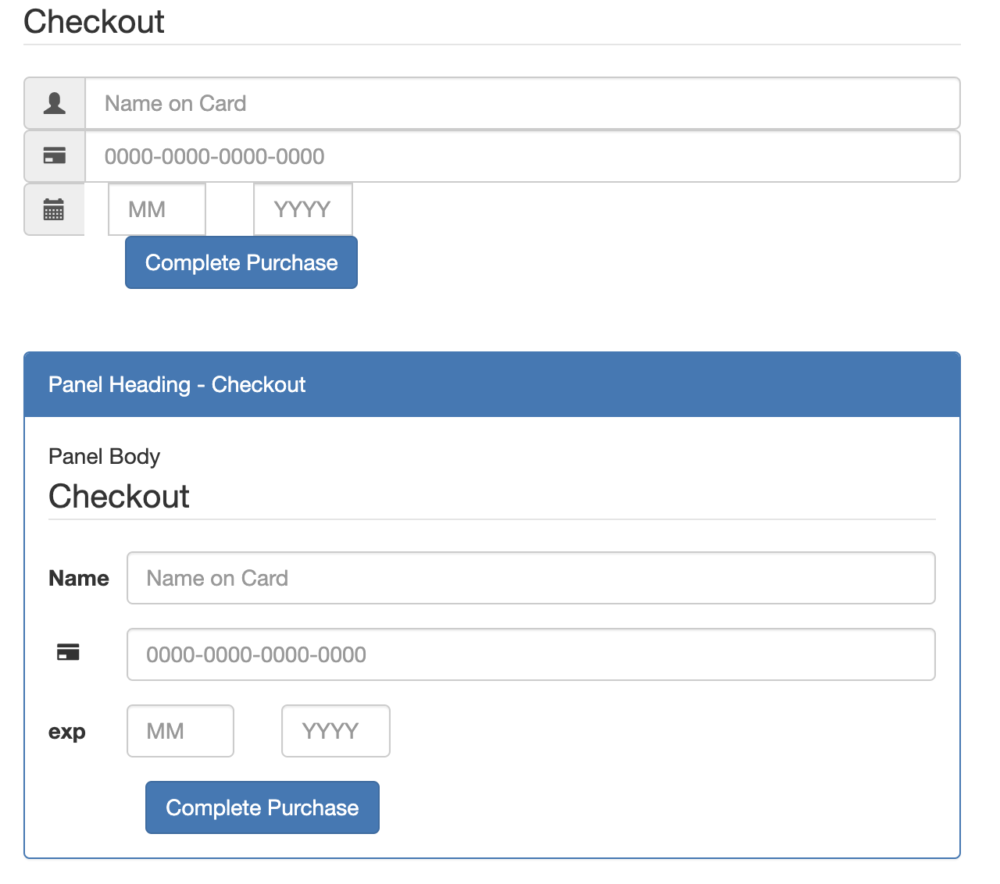 Checkout
Name on Card
0000-0000-0000-0000
MM YYYY
Complete Purchase
Panel Heading - Checkout
Panel Body
Checkout
Name Name on Card
0000-0000-0000-0000
exp MM YYYY
Complete Purchase